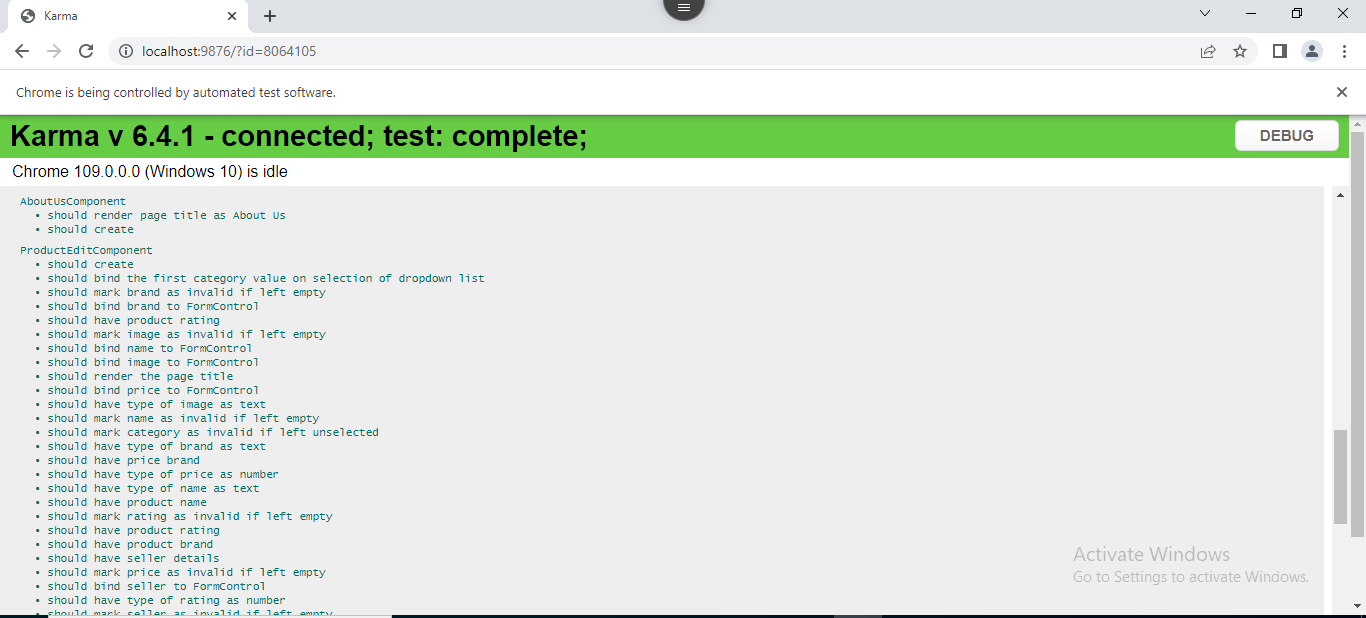 Karma
localhost:9876/?id=8064105
Chrome is being controlled by automated test software.
Karma v 6.4.1 - connected; test: complete;
DEBUG
Chrome 109.0.0.0 (Windows 10) is idle
AboutUsComponent
• should render page title as About Us
• should create
ProductEditComponent
• should create
• should bind the first category value on selection of dropdown list
• should mark brand as invalid if left empty
• should bind brand to FormControl
• should have product rating
• should mark image as invalid if left empty
• should bind name to FormControl
• should bind image to FormControl
• should render the page title
• should bind price to FormControl
• should have type of image as text
• should mark name as invalid if left empty
• should mark category as invalid if left unselected
• should have type of brand as text
• should have price brand
• should have type of price as number
• should have type of name as text
• should have product name
• should mark rating as invalid if left empty
• should have product rating
• should have product brand
• should have seller details
• should mark price as invalid if left empty
• should bind seller to FormControl
• should have type of rating as number
• should mark seller as invalid if left empty
Activate Windows
Go to Settings to activate Windows.